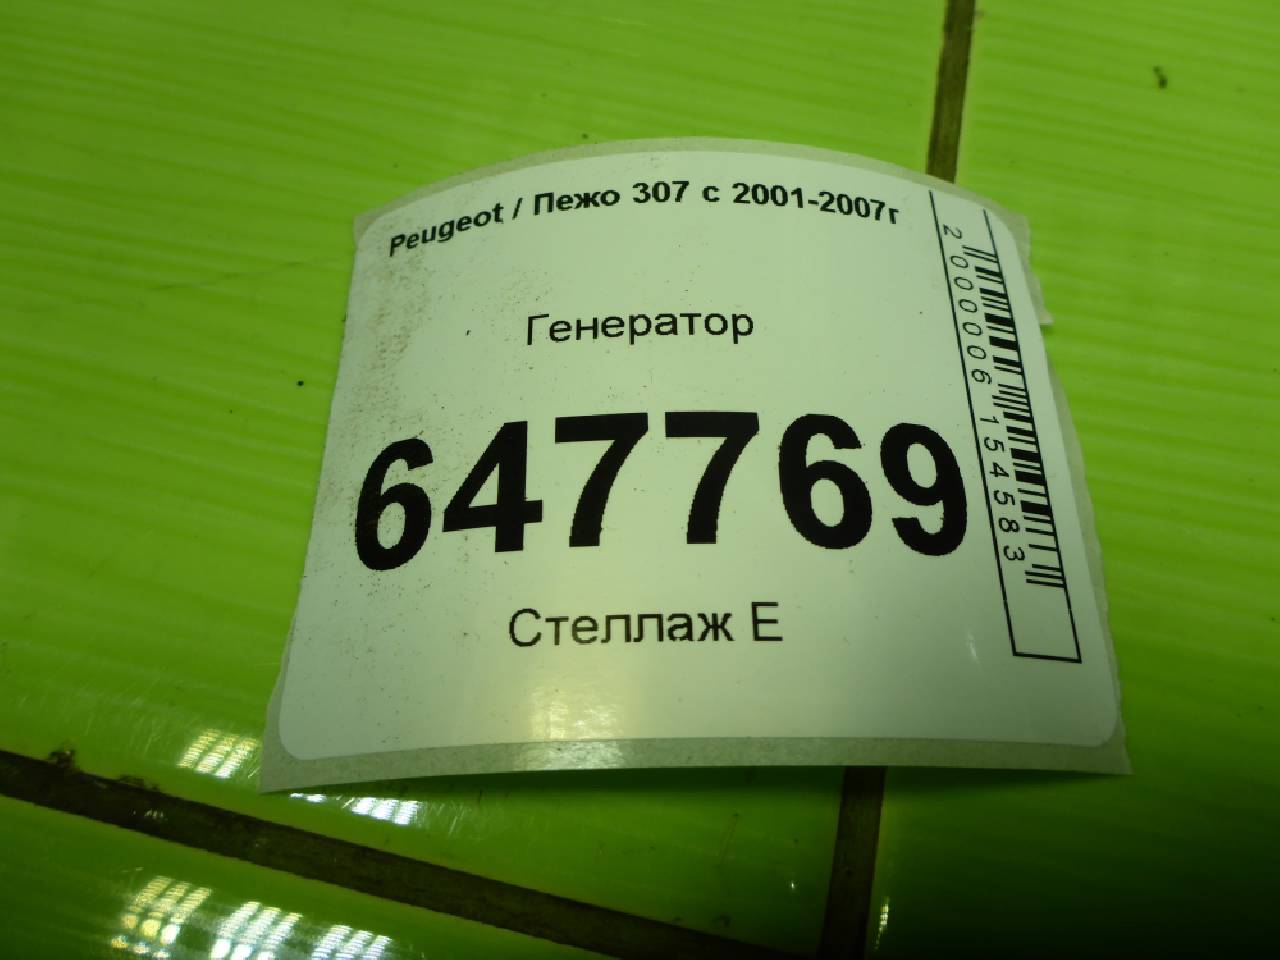 Peugeot / Пежо 307 с 2001-2007г
Генератор
647769
Стеллаж Е
2000006154583